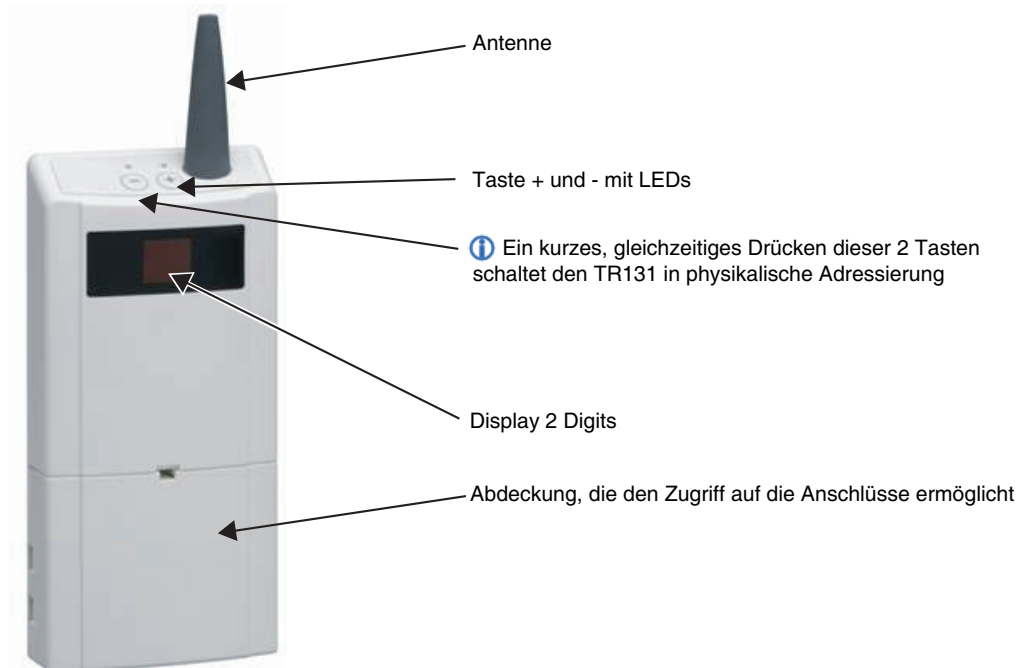 Antenne
Taste + und - mit LEDs
Ein kurzes, gleichzeitiges Drücken dieser 2 Tasten
schaltet den TR131 in physikalische Adressierung
Display 2 Digits
Abdeckung, die den Zugriff auf die Anschlüsse ermöglicht